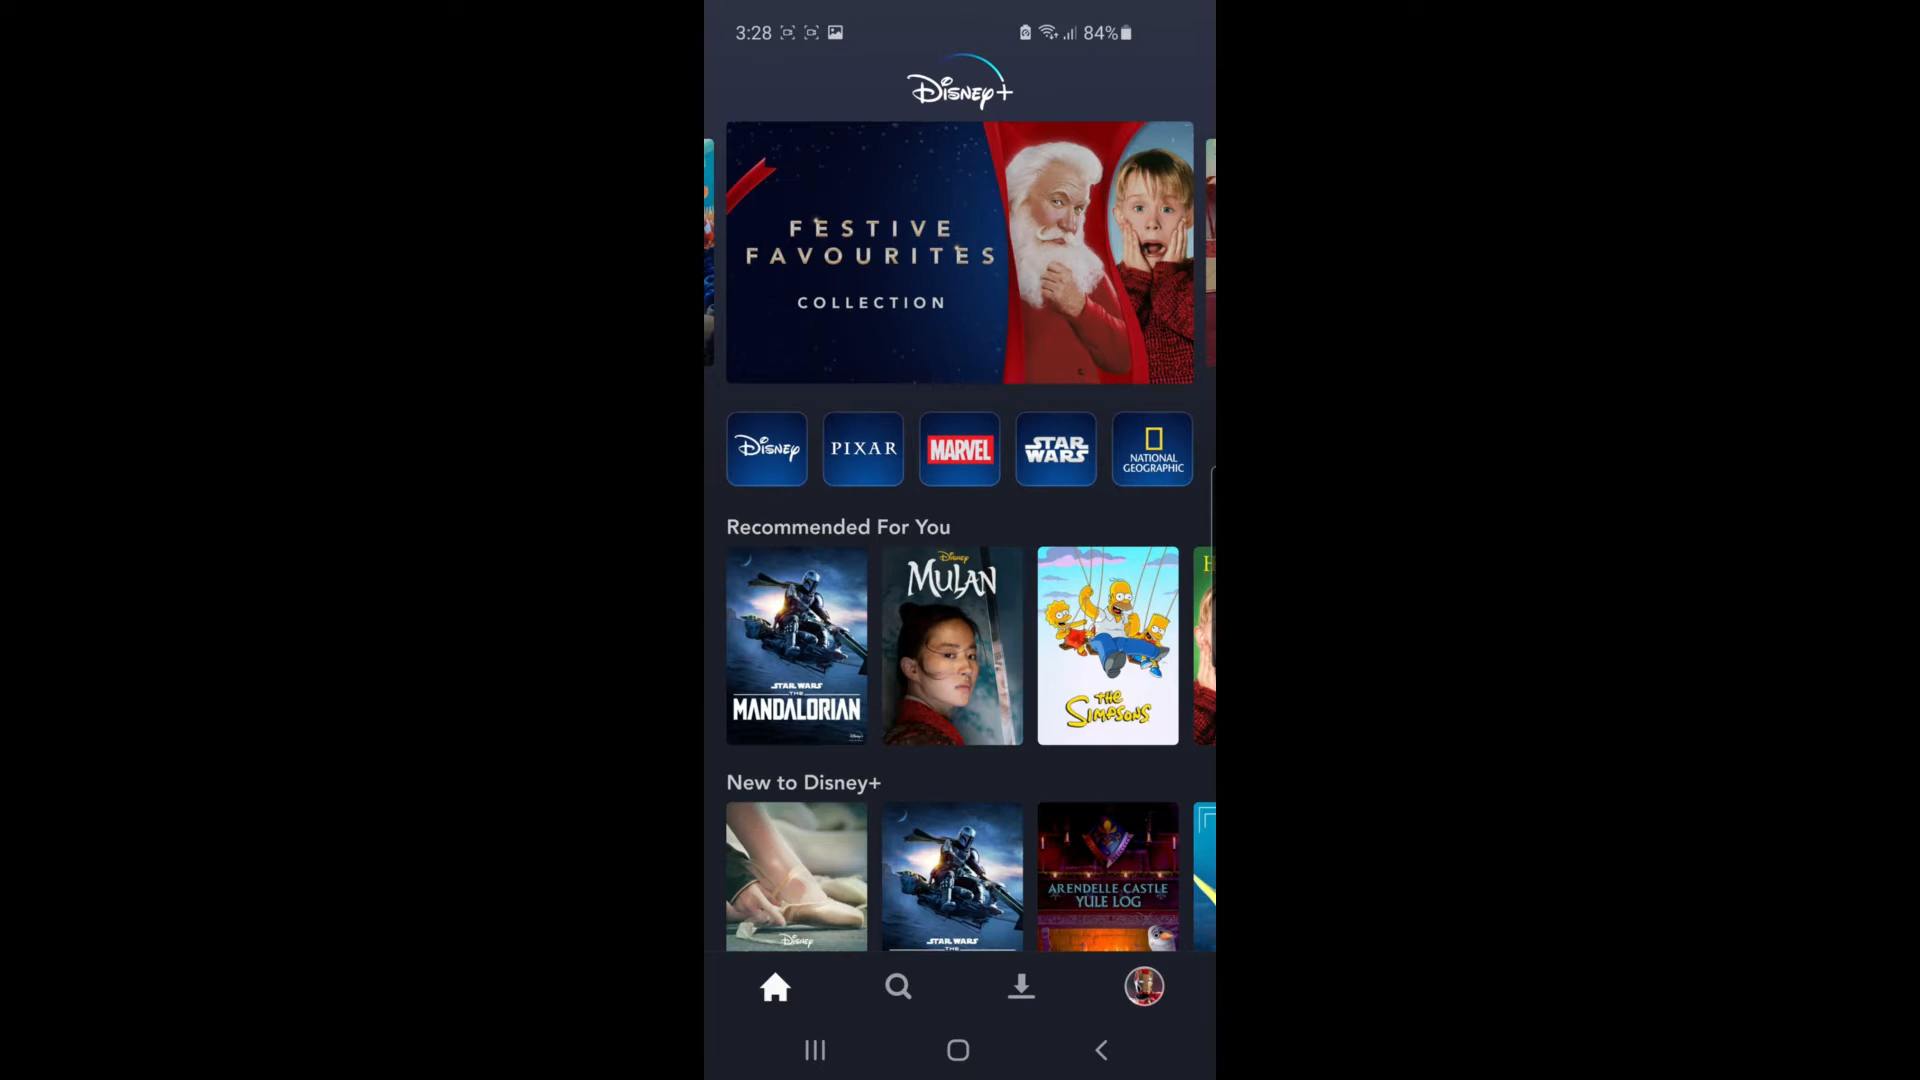 3:28
84%
Disney+
FESTIVE
FAVOURITES
COLLECTION
Disney
PIXAR
MARVEL
STAR
WARS
NATIONAL
GEOGRAPHIC
Recommended For You
STAR WARS
THE
MANDALORIAN
Disney
MULAN
THE
SIMPSONS
H
New to Disney+
Disney
STAR WARS
THE
ARENDELLE CASTLE
YULE LOG